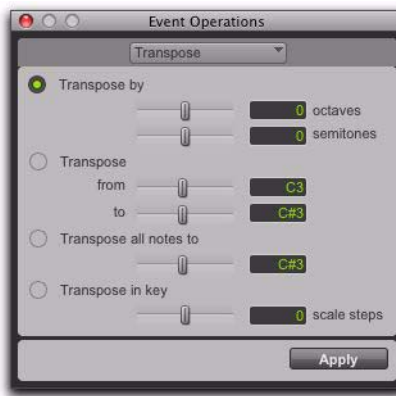 Event Operations
Transpose
Transpose by
0 octaves
0 semitones
Transpose
from C3
to C#3
Transpose all notes to
C#3
Transpose in key
0 scale steps
Apply